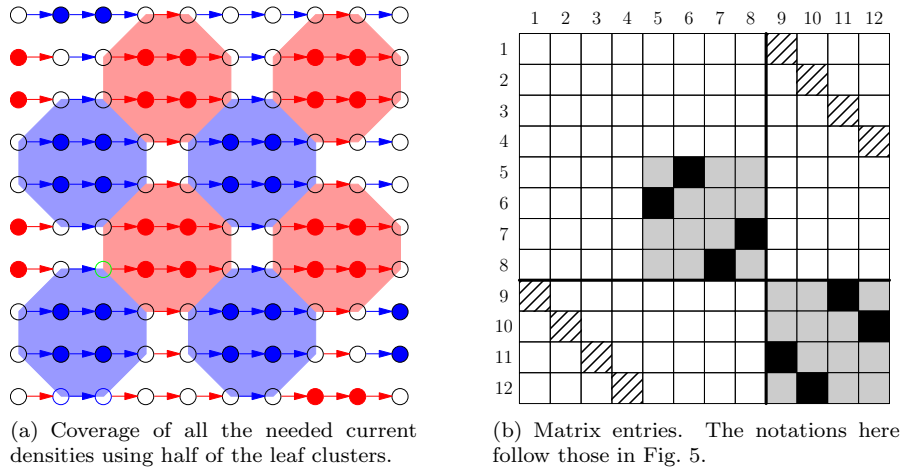 1 2 3 4 5 6 7 8 9 10 11 12
1
2
3
4
5
6
7
8
9
10
11
12
(a) Coverage of all the needed current
densities using half of the leaf clusters.
(b) Matrix entries. The notations here
follow those in Fig. 5.